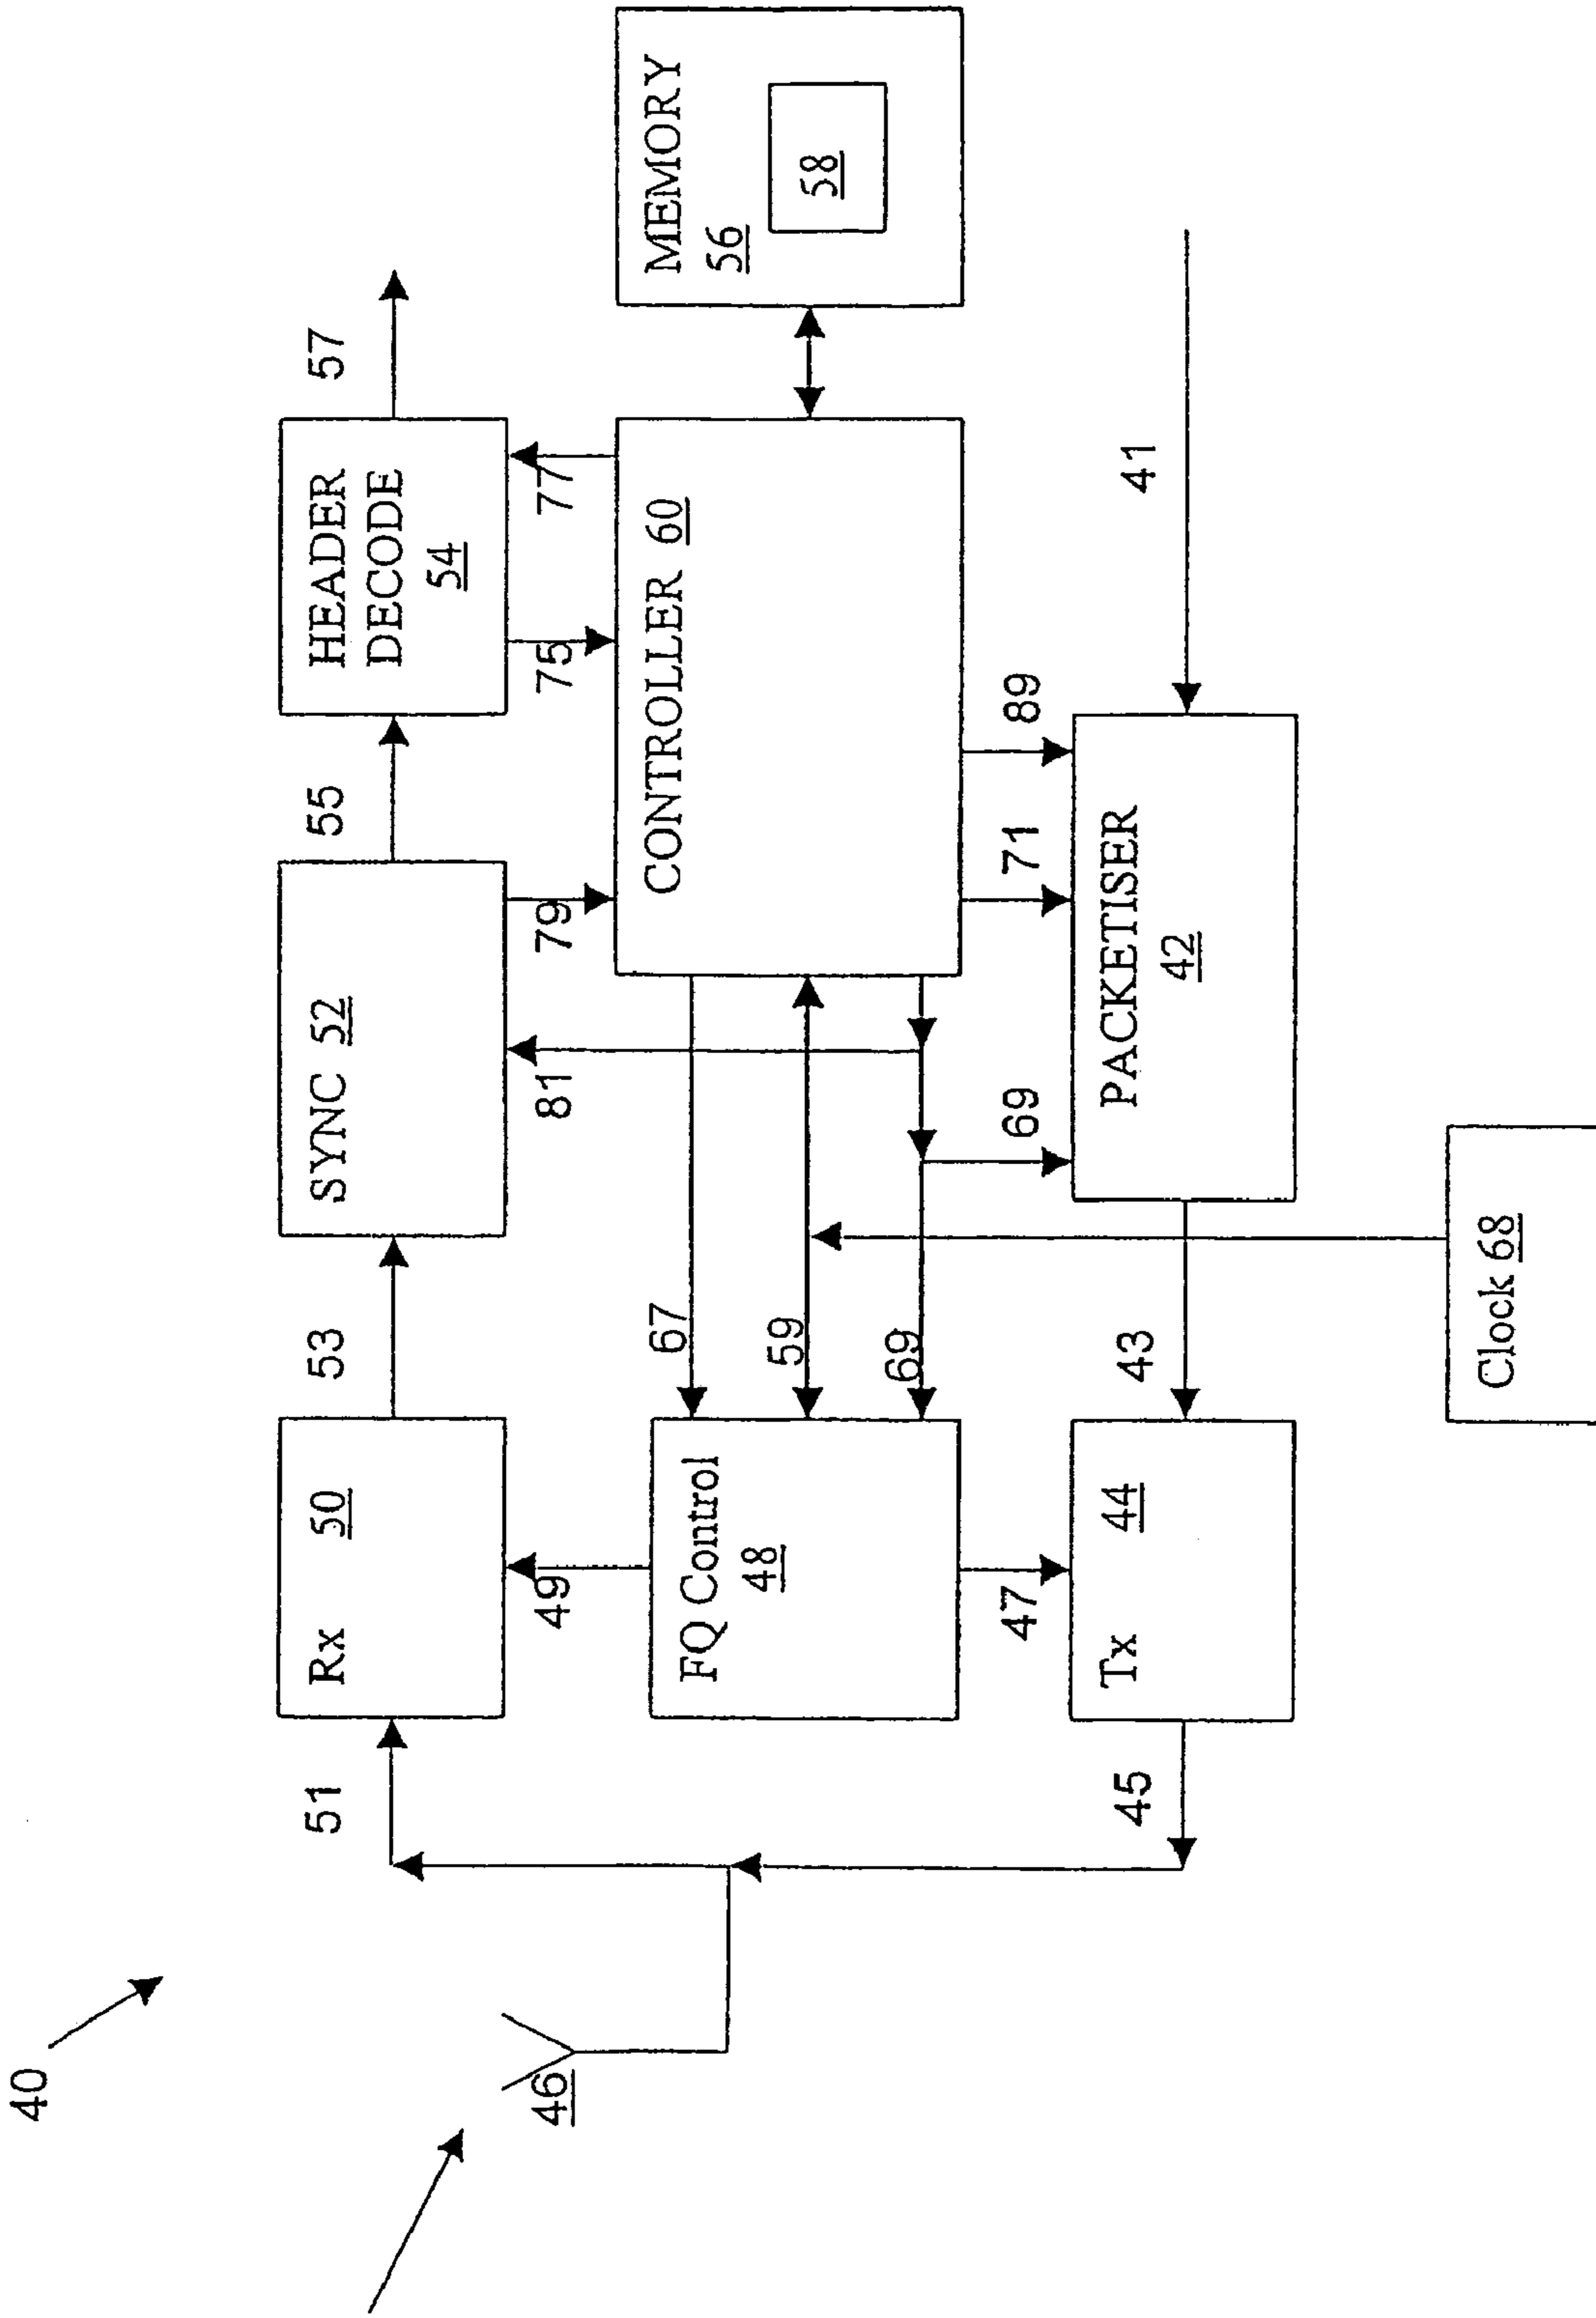 40
46
51
Rx 50
53
SYNC 52
55
HEADER
DECODE
54
57
49
81
79
75
77
FQ Control
48
67
59
69
CONTROLLER 60
MEMORY
56
58
47
69
71
89
45
Tx 44
43
PACKETISER
42
41
Clock 68